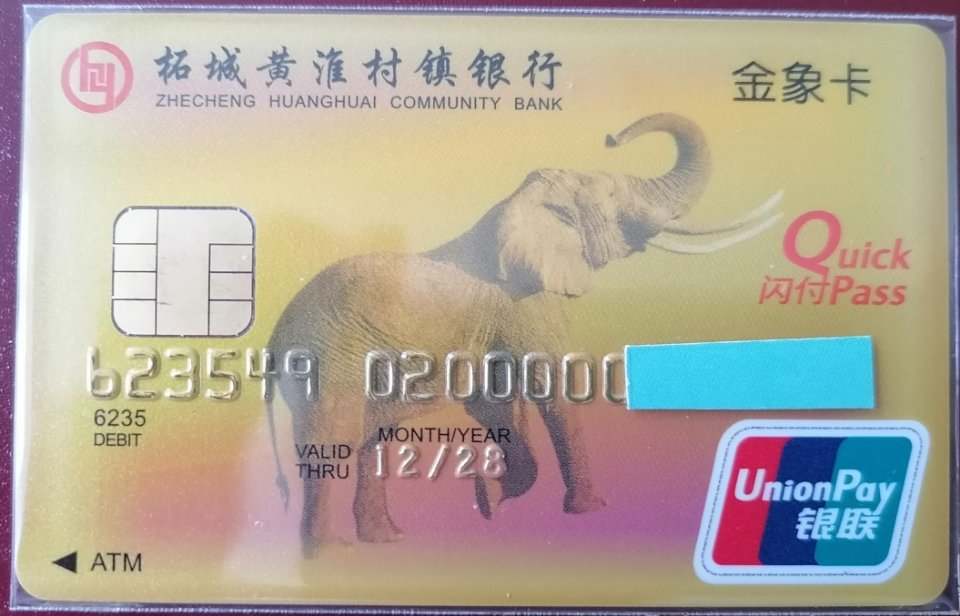 柘城黄淮村镇银行
ZHECHENG HUANGHUAI COMMUNITY BANK
金象卡
Quick
闪付Pass
623549 0200000
6235
DEBIT
MONTH/YEAR
VALID
THRU 12/28
UnionPay
银联
ATM